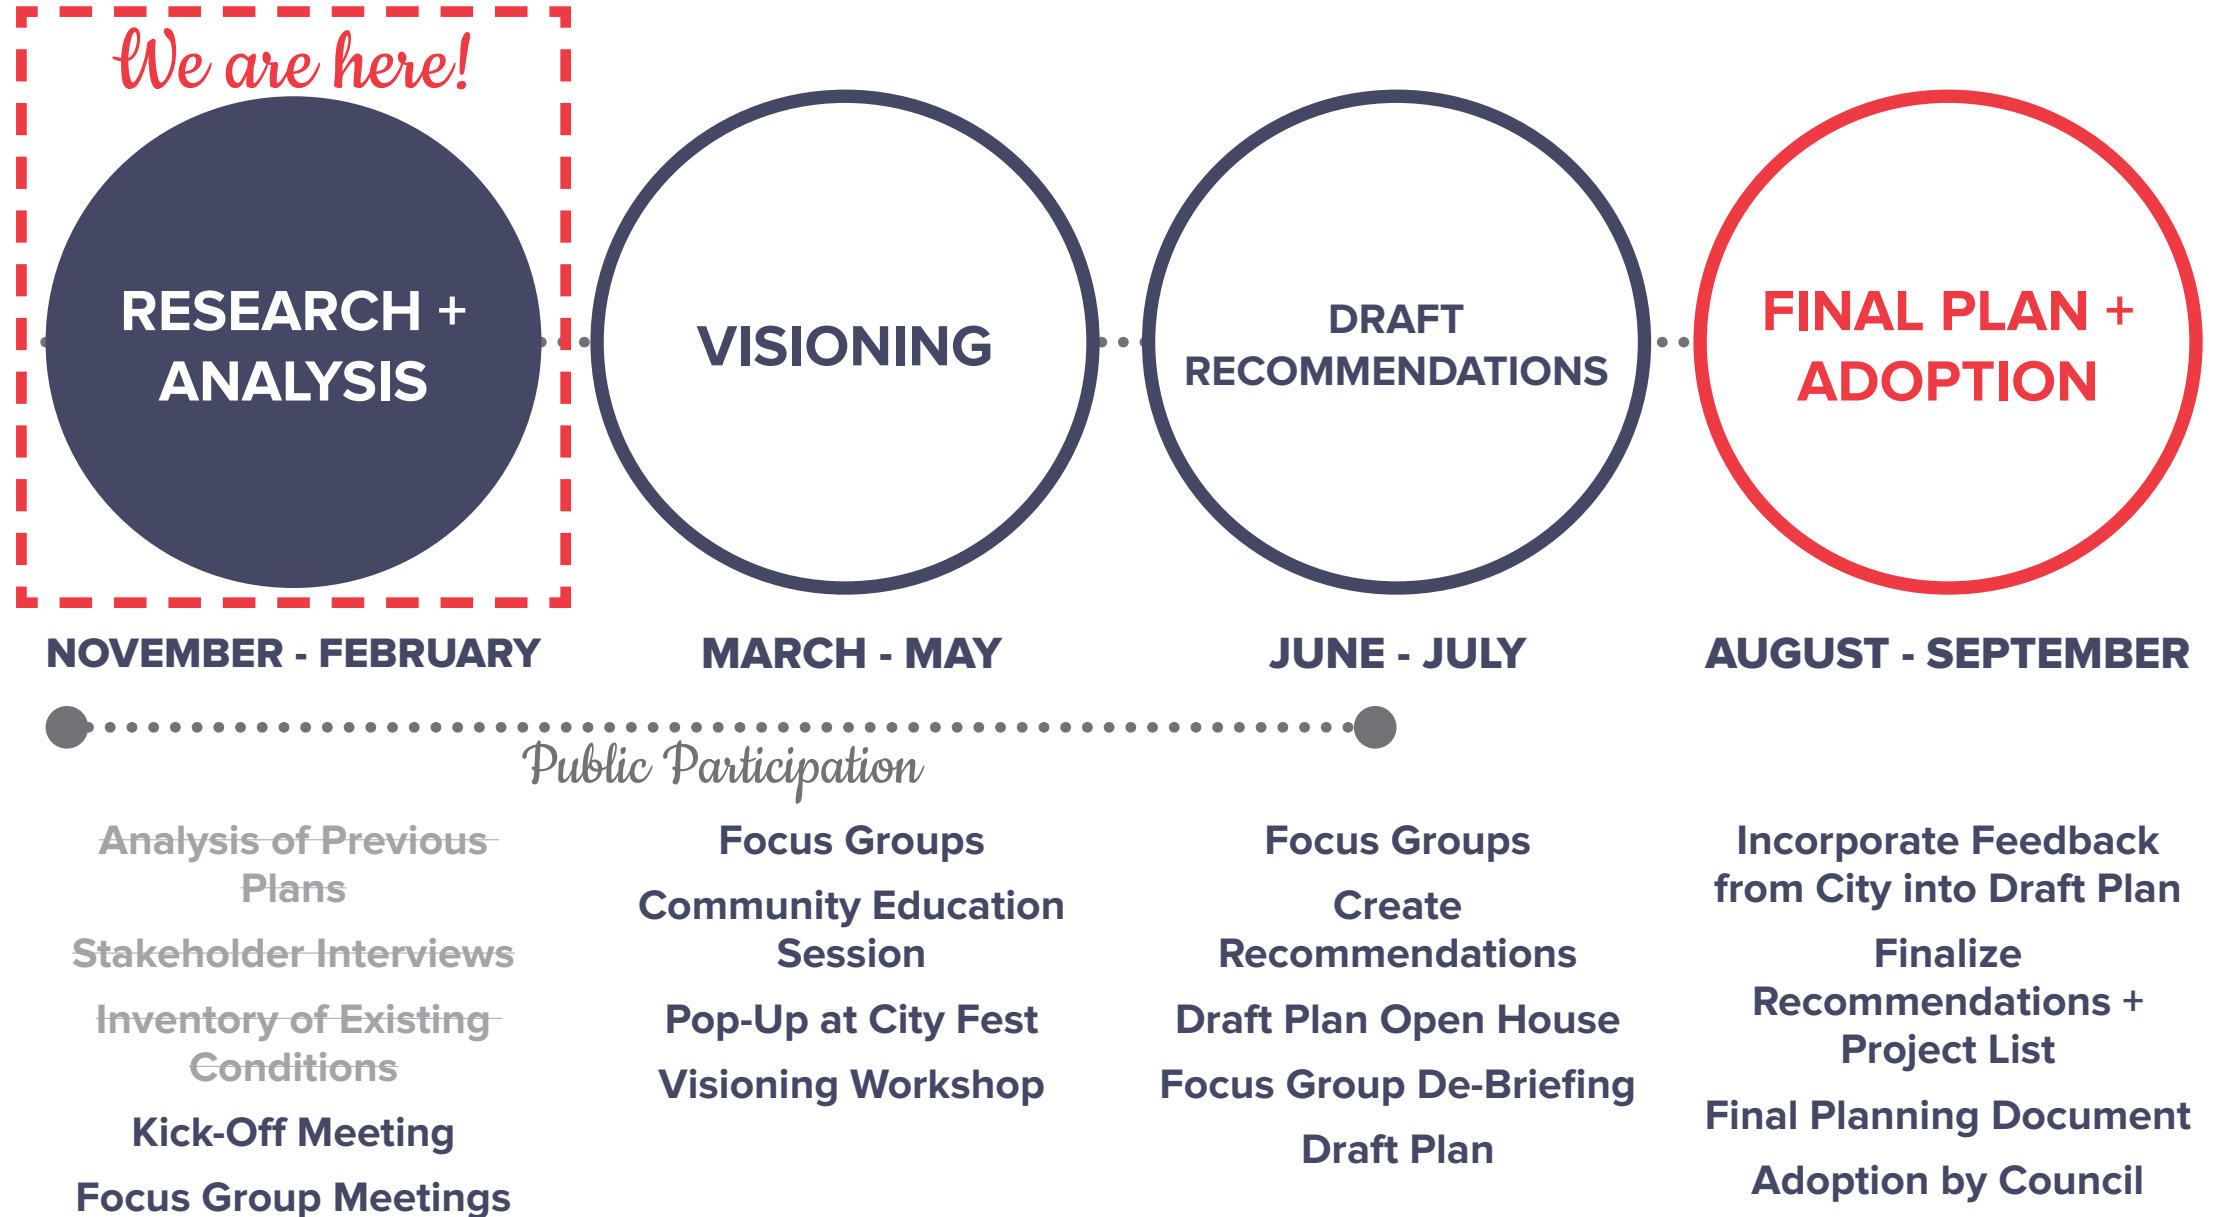 We are here!
RESEARCH +
ANALYSIS
VISIONING
DRAFT
RECOMMENDATIONS
FINAL PLAN +
ADOPTION
NOVEMBER - FEBRUARY
MARCH - MAY
JUNE - JULY
AUGUST - SEPTEMBER
Public Participation
Analysis of Previous
Plans
Stakeholder Interviews
Inventory of Existing
Conditions
Kick-Off Meeting
Focus Group Meetings
Focus Groups
Community Education
Session
Pop-Up at City Fest
Visioning Workshop
Focus Groups
Create
Recommendations
Draft Plan Open House
Focus Group De-Briefing
Draft Plan
Incorporate Feedback
from City into Draft Plan
Finalize
Recommendations +
Project List
Final Planning Document
Adoption by Council